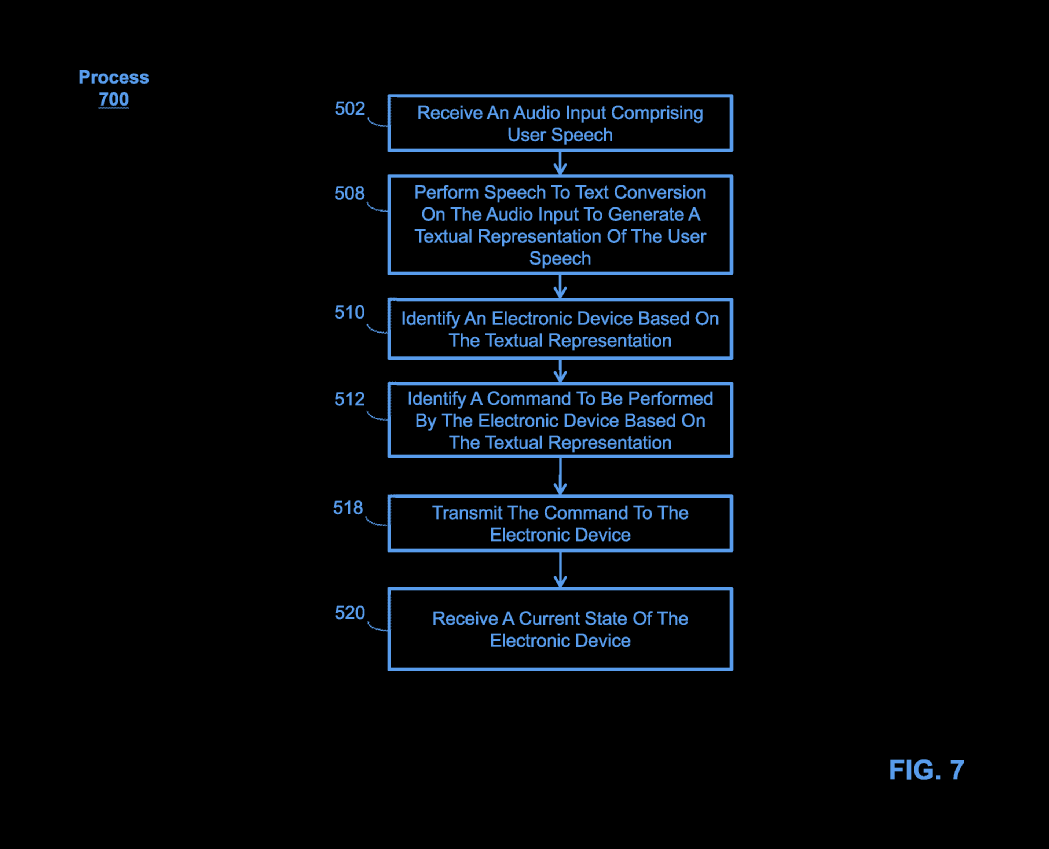 Process
700
502
Receive An Audio Input Comprising
User Speech
508
Perform Speech To Text Conversion
On The Audio Input To Generate A
Textual Representation Of The User
Speech
510
Identify An Electronic Device Based On
The Textual Representation
512
Identify A Command To Be Performed
By The Electronic Device Based On
The Textual Representation
518
Transmit The Command To The
Electronic Device
520
Receive A Current State Of The
Electronic Device
FIG. 7